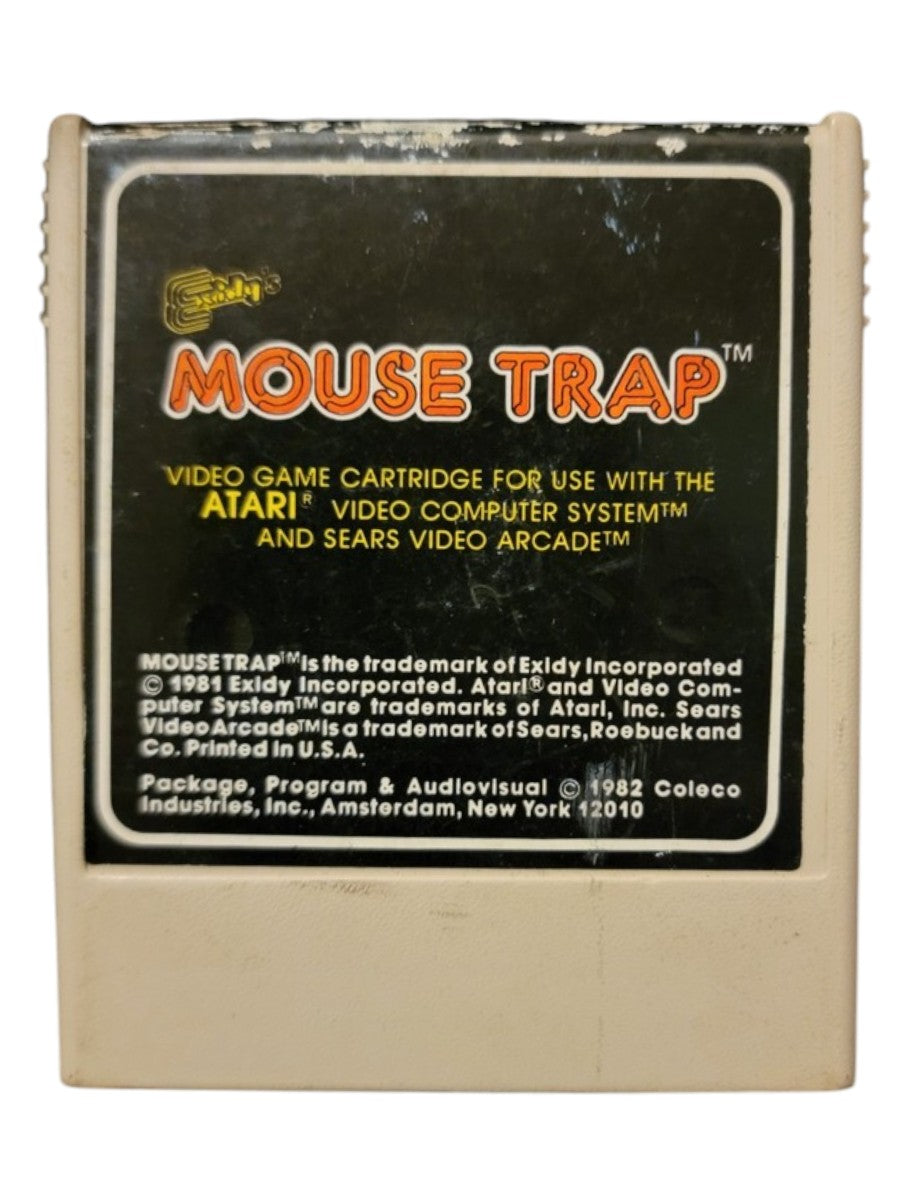 Exidy's
MOUSE TRAP™
VIDEO GAME CARTRIDGE FOR USE WITH THE
ATARI® VIDEO COMPUTER SYSTEM™
AND SEARS VIDEO ARCADE™
MOUSETRAP™ is the trademark of Exidy Incorporated
© 1981 Exidy Incorporated. Atari® and Video Com-
puter System™ are trademarks of Atari, Inc. Sears
Video Arcade™ is a trademark of Sears, Roebuck and
Co. Printed in U.S.A.
Package, Program & Audiovisual © 1982 Coleco
Industries, Inc., Amsterdam, New York 12010